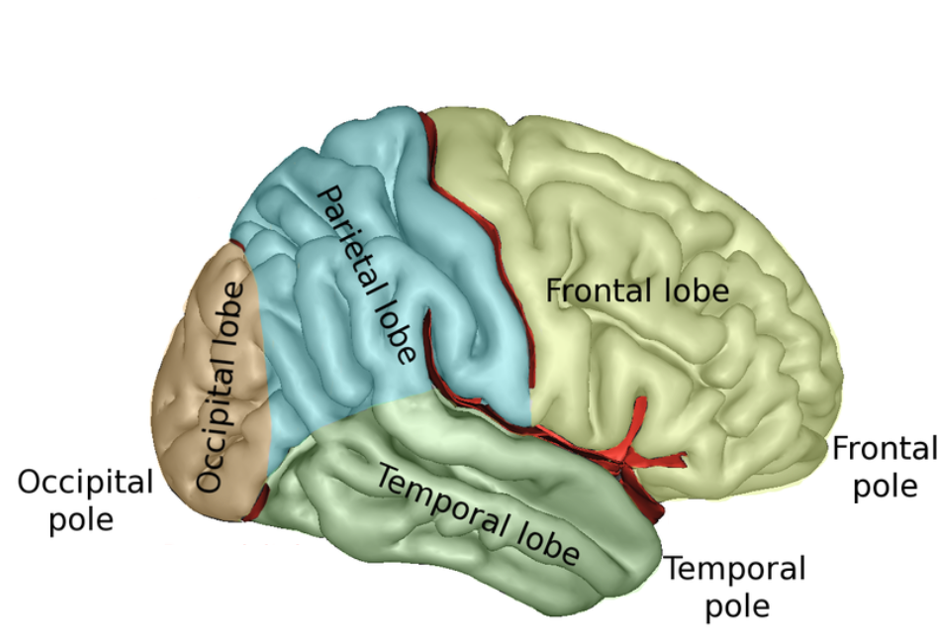 Parietal lobe
Frontal lobe
Occipital lobe
Temporal lobe
Occipital
pole
Frontal
pole
Temporal
pole